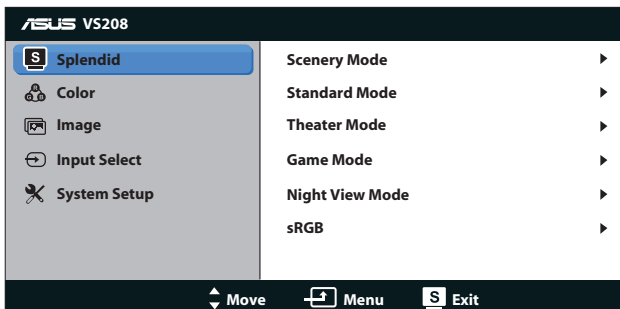 ASUS VS208
S Splendid
Color
Image
Input Select
System Setup
Scenery Mode
Standard Mode
Theater Mode
Game Mode
Night View Mode
sRGB
Move Menu S Exit